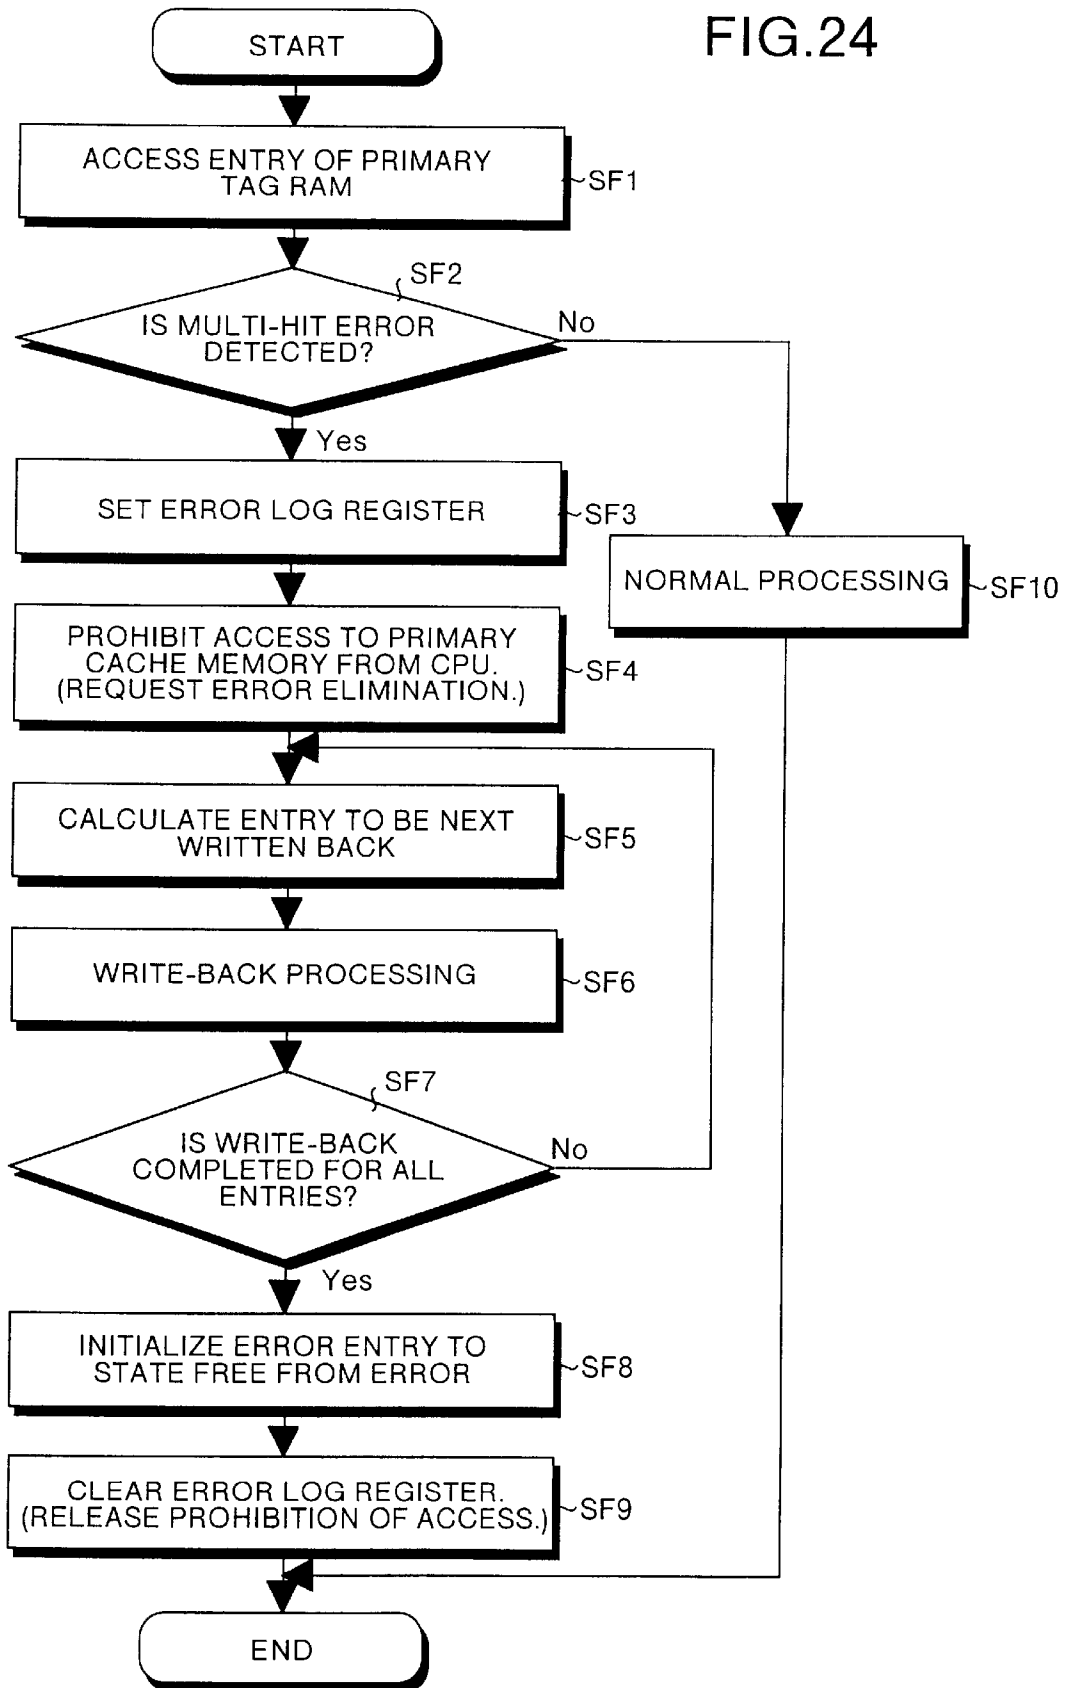 FIG.24
START
ACCESS ENTRY OF PRIMARY
TAG RAM
SF1
SF2
IS MULTI-HIT ERROR
DETECTED?
No
Yes
SET ERROR LOG REGISTER
SF3
NORMAL PROCESSING
SF10
PROHIBIT ACCESS TO PRIMARY
CACHE MEMORY FROM CPU.
(REQUEST ERROR ELIMINATION.)
SF4
CALCULATE ENTRY TO BE NEXT
WRITTEN BACK
SF5
WRITE-BACK PROCESSING
SF6
SF7
IS WRITE-BACK
COMPLETED FOR ALL
ENTRIES?
No
Yes
INITIALIZE ERROR ENTRY TO
STATE FREE FROM ERROR
SF8
CLEAR ERROR LOG REGISTER.
(RELEASE PROHIBITION OF ACCESS.)
SF9
END